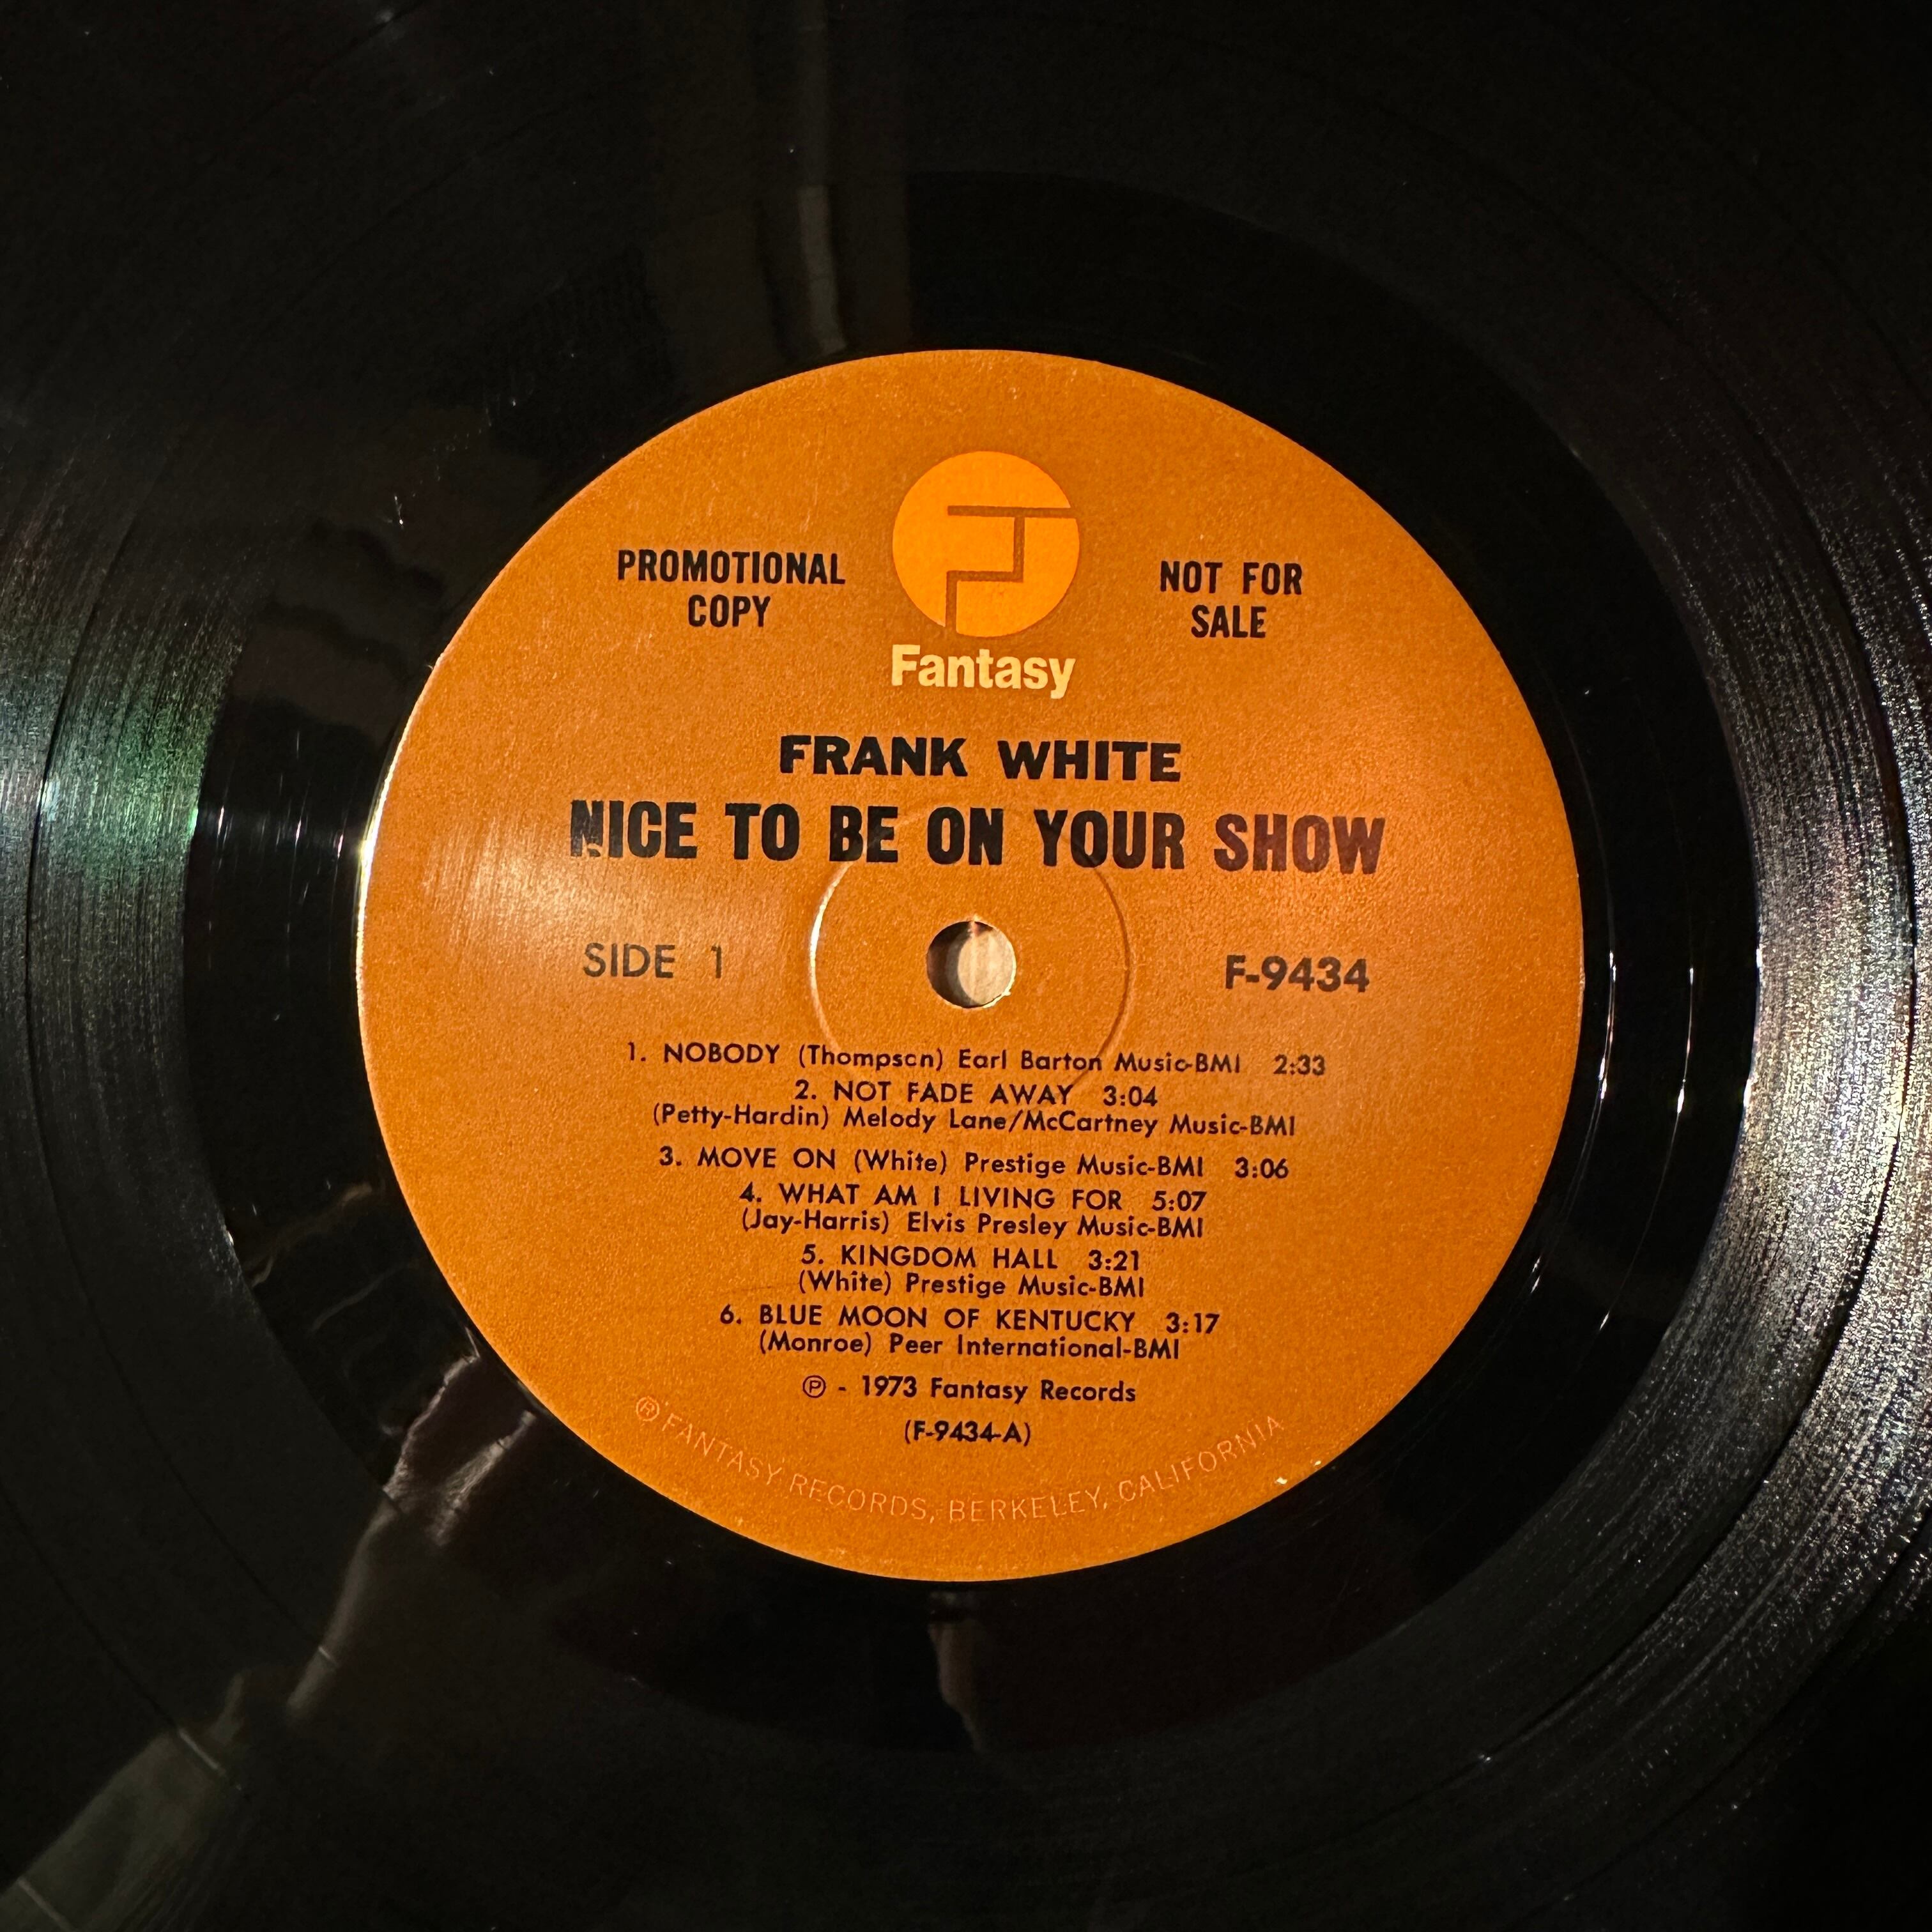 PROMOTIONAL
COPY
NOT FOR
SALE
Fantasy
FRANK WHITE
NICE TO BE ON YOUR SHOW
SIDE 1
F-9434
1. NOBODY (Thompson) Earl Barton Music-BMI 2:33
2. NOT FADE AWAY 3:04
(Petty-Hardin) Melody Lane/McCartney Music-BMI
3. MOVE ON (White) Prestige Music-BMI 3:06
4. WHAT AM I LIVING FOR 5:07
(Jay-Harris) Elvis Presley Music-BMI
5. KINGDOM HALL 3:21
(White) Prestige Music-BMI
6. BLUE MOON OF KENTUCKY 3:17
(Monroe) Peer International-BMI
Ⓟ - 1973 Fantasy Records
(F-9434-A)
® FANTASY RECORDS, BERKELEY, CALIFORNIA